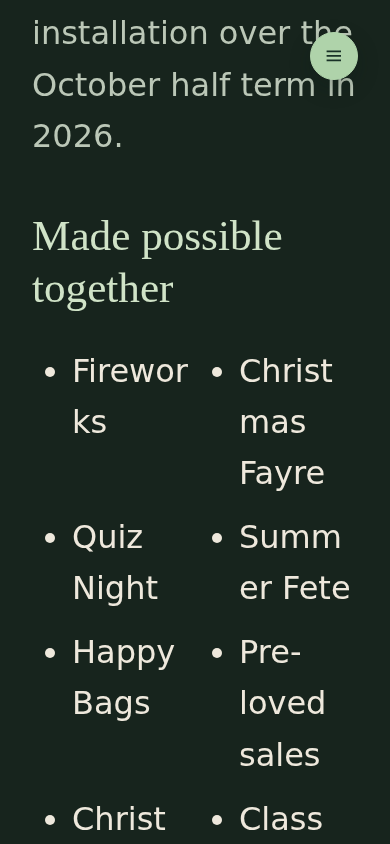 installation over the
October half term in
2026.
Made possible
together
Firewor
ks
Christ
mas
Fayre
Quiz
Night
Summ
er Fete
Happy
Bags
Pre-
loved
sales
Christ
Class